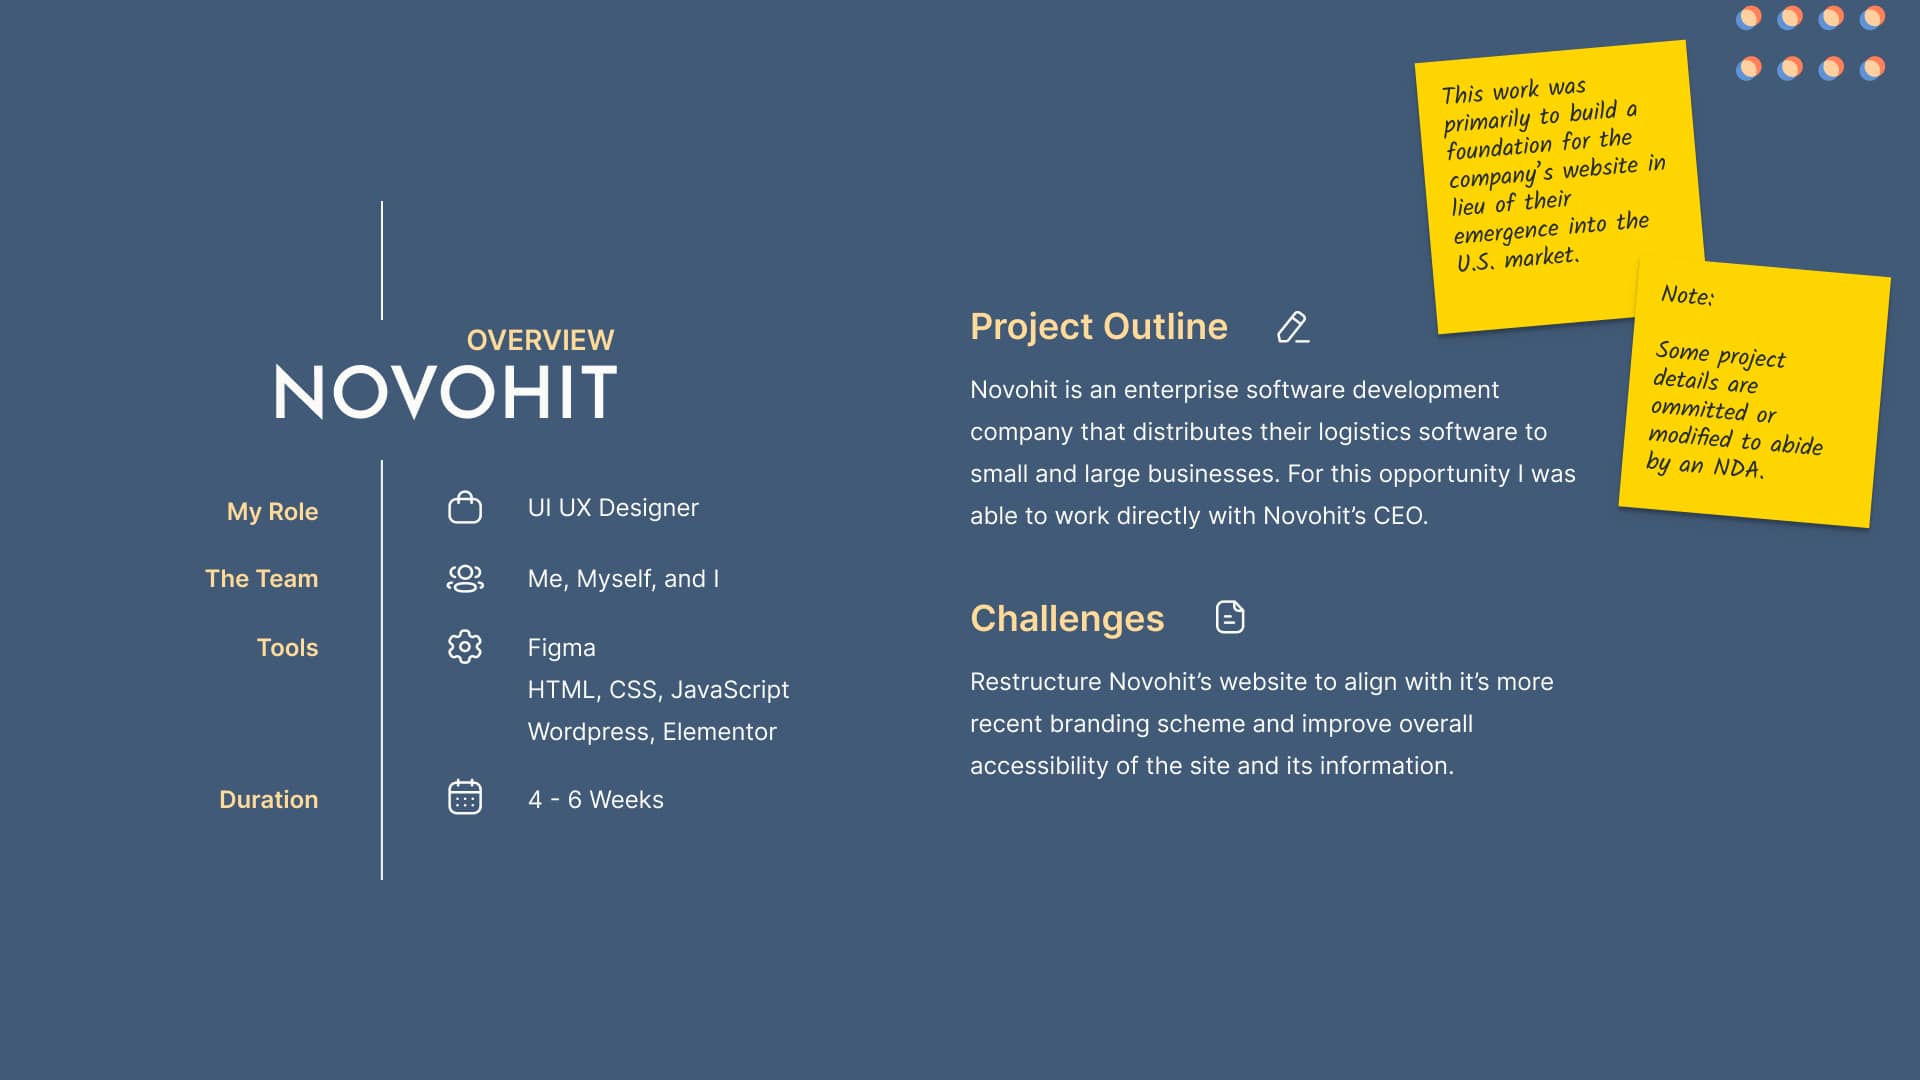 OVERVIEW
NOVOHIT
My Role
UI UX Designer
The Team
Me, Myself, and I
Tools
Figma
HTML, CSS, JavaScript
Wordpress, Elementor
Duration
4 - 6 Weeks
Project Outline
Novohit is an enterprise software development
company that distributes their logistics software to
small and large businesses. For this opportunity I was
able to work directly with Novohit’s CEO.
Challenges
Restructure Novohit’s website to align with it’s more
recent branding scheme and improve overall
accessibility of the site and its information.
This work was
primarily to build a
foundation for the
company’s website in
lieu of their
emergence into the
U.S. market.
Note:
Some project
details are
ommitted or
modified to abide
by an NDA.